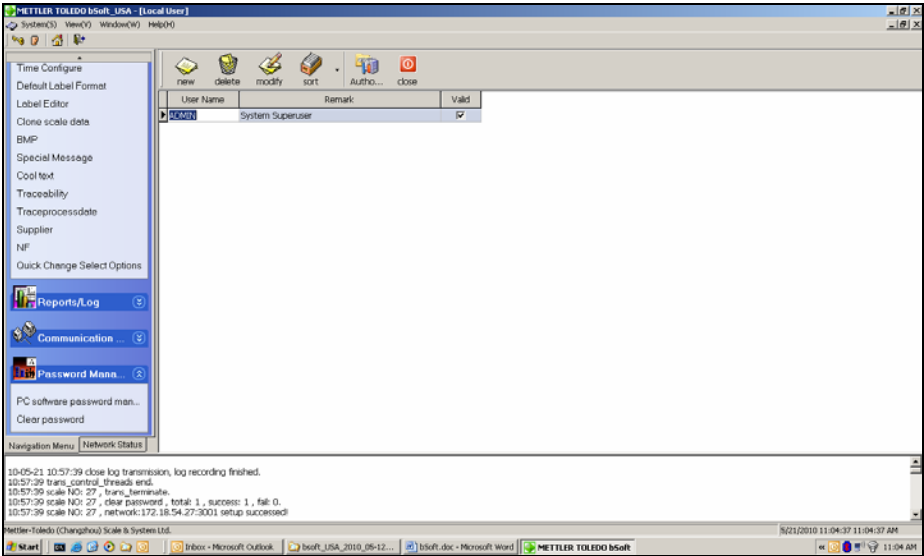 METTLER TOLEDO bSoft_USA - [Local User]
System(S) View(V) Window(W) Help(H)
new delete modify sort Autho... close
Time Configure
Default Label Format
Label Editor
Clone scale data
BMP
Special Message
Cool text
Traceability
Traceprocessdate
Supplier
NF
Quick Change Select Options
Reports/Log
Communication ...
Password Mana...
PC software password man...
Clear password
Navigation Menu Network Status
User Name Remark Valid
ADMIN System Superuser
10-05-21 10:57:39 close log transmission, log recording finished.
10:57:39 trans_control_threads end.
10:57:39 scale NO: 27 , trans_terminate.
10:57:39 scale NO: 27 , clear password , total: 1 , success: 1 , fail: 0.
10:57:39 scale NO: 27 , network:172.18.54.27:3001 setup successed!
Mettler-Toledo (Changzhou) Scale & System Ltd. 5/21/2010 11:04:37 11:04:37 AM
Start Inbox - Microsoft Outlook bsoft_USA_2010_05-12... bSoft.doc - Microsoft Word METTLER TOLEDO bSoft 11:04 AM